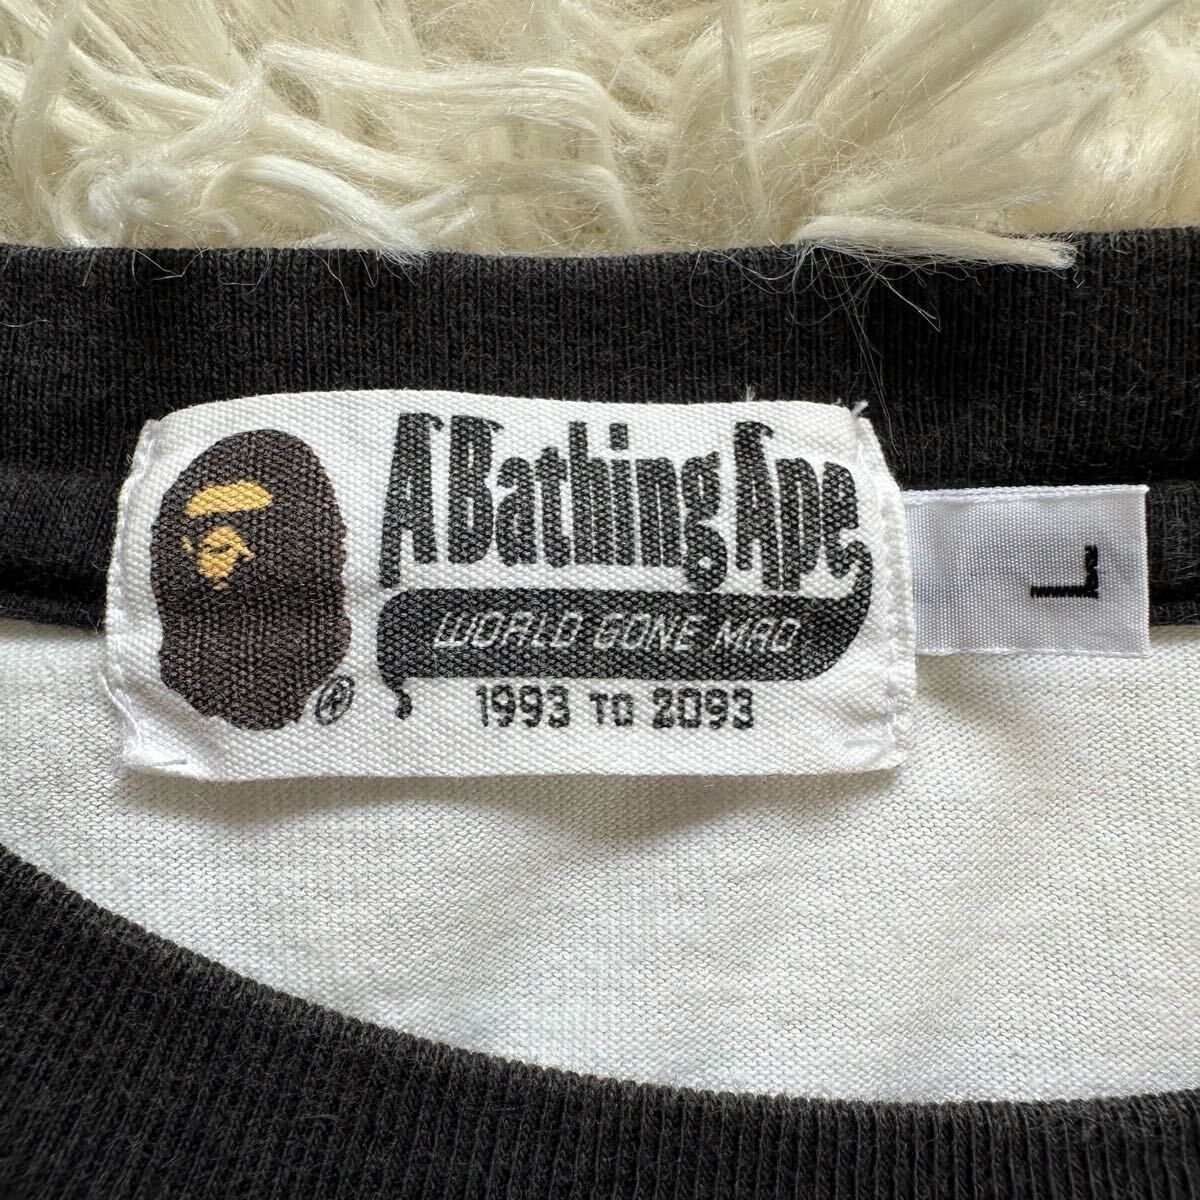 A Bathing Ape
WORLD GONE MAD
1993 TO 2093
®
L